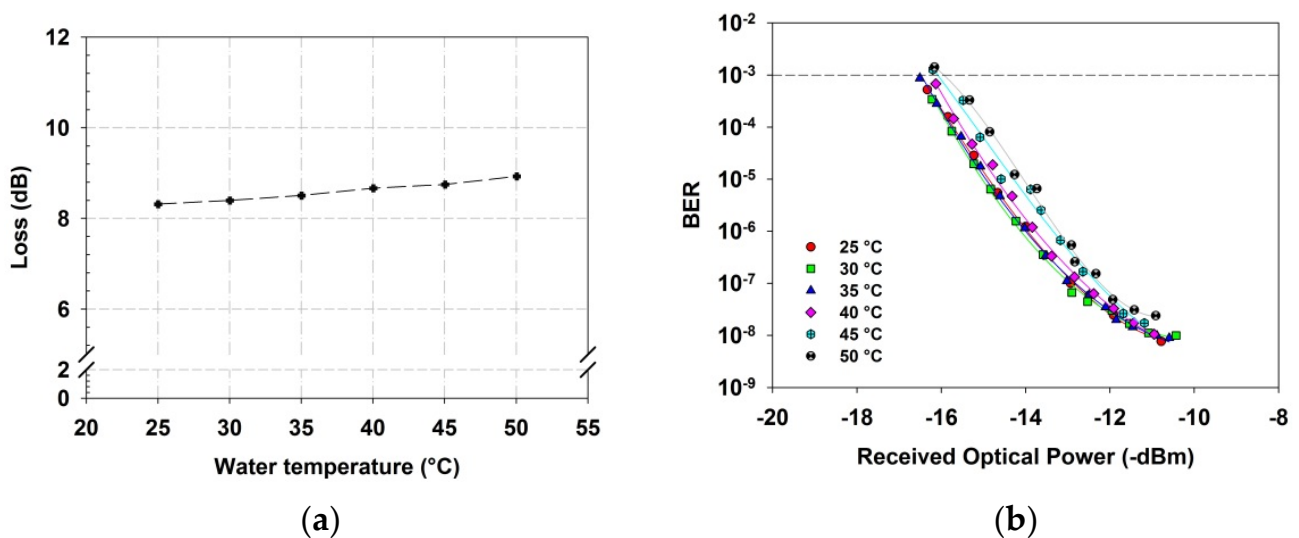 12
10
8
6
2
0
Loss (dB)
20 25 30 35 40 45 50 55
Water temperature (°C)
(a)
10-2
10-3
10-4
10-5
10-6
10-7
10-8
10-9
BER
25 °C
30 °C
35 °C
40 °C
45 °C
50 °C
-20 -18 -16 -14 -12 -10 -8
Received Optical Power (-dBm)
(b)